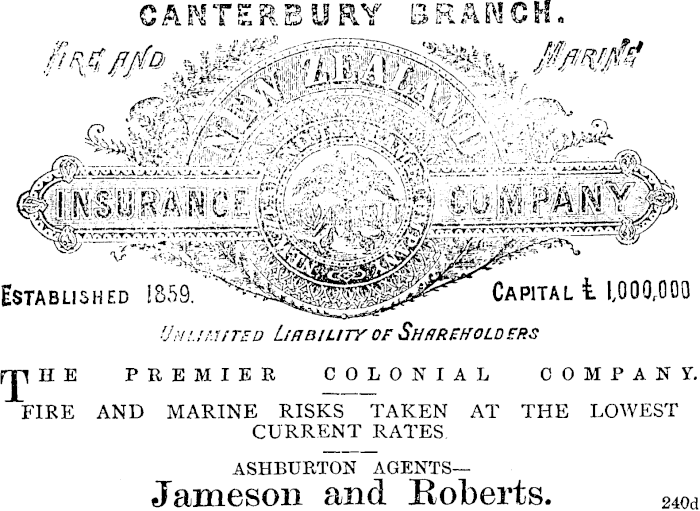 CANTERBURY BRANCH.
FIRE AND MARINE
NEW ZEALAND
INSURANCE COMPANY
ESTABLISHED 1859. CAPITAL £ 1,000,000
UNLIMITED LIABILITY OF SHAREHOLDERS
THE PREMIER COLONIAL COMPANY.
FIRE AND MARINE RISKS TAKEN AT THE LOWEST
CURRENT RATES
ASHBURTON AGENTS—
Jameson and Roberts.
240d